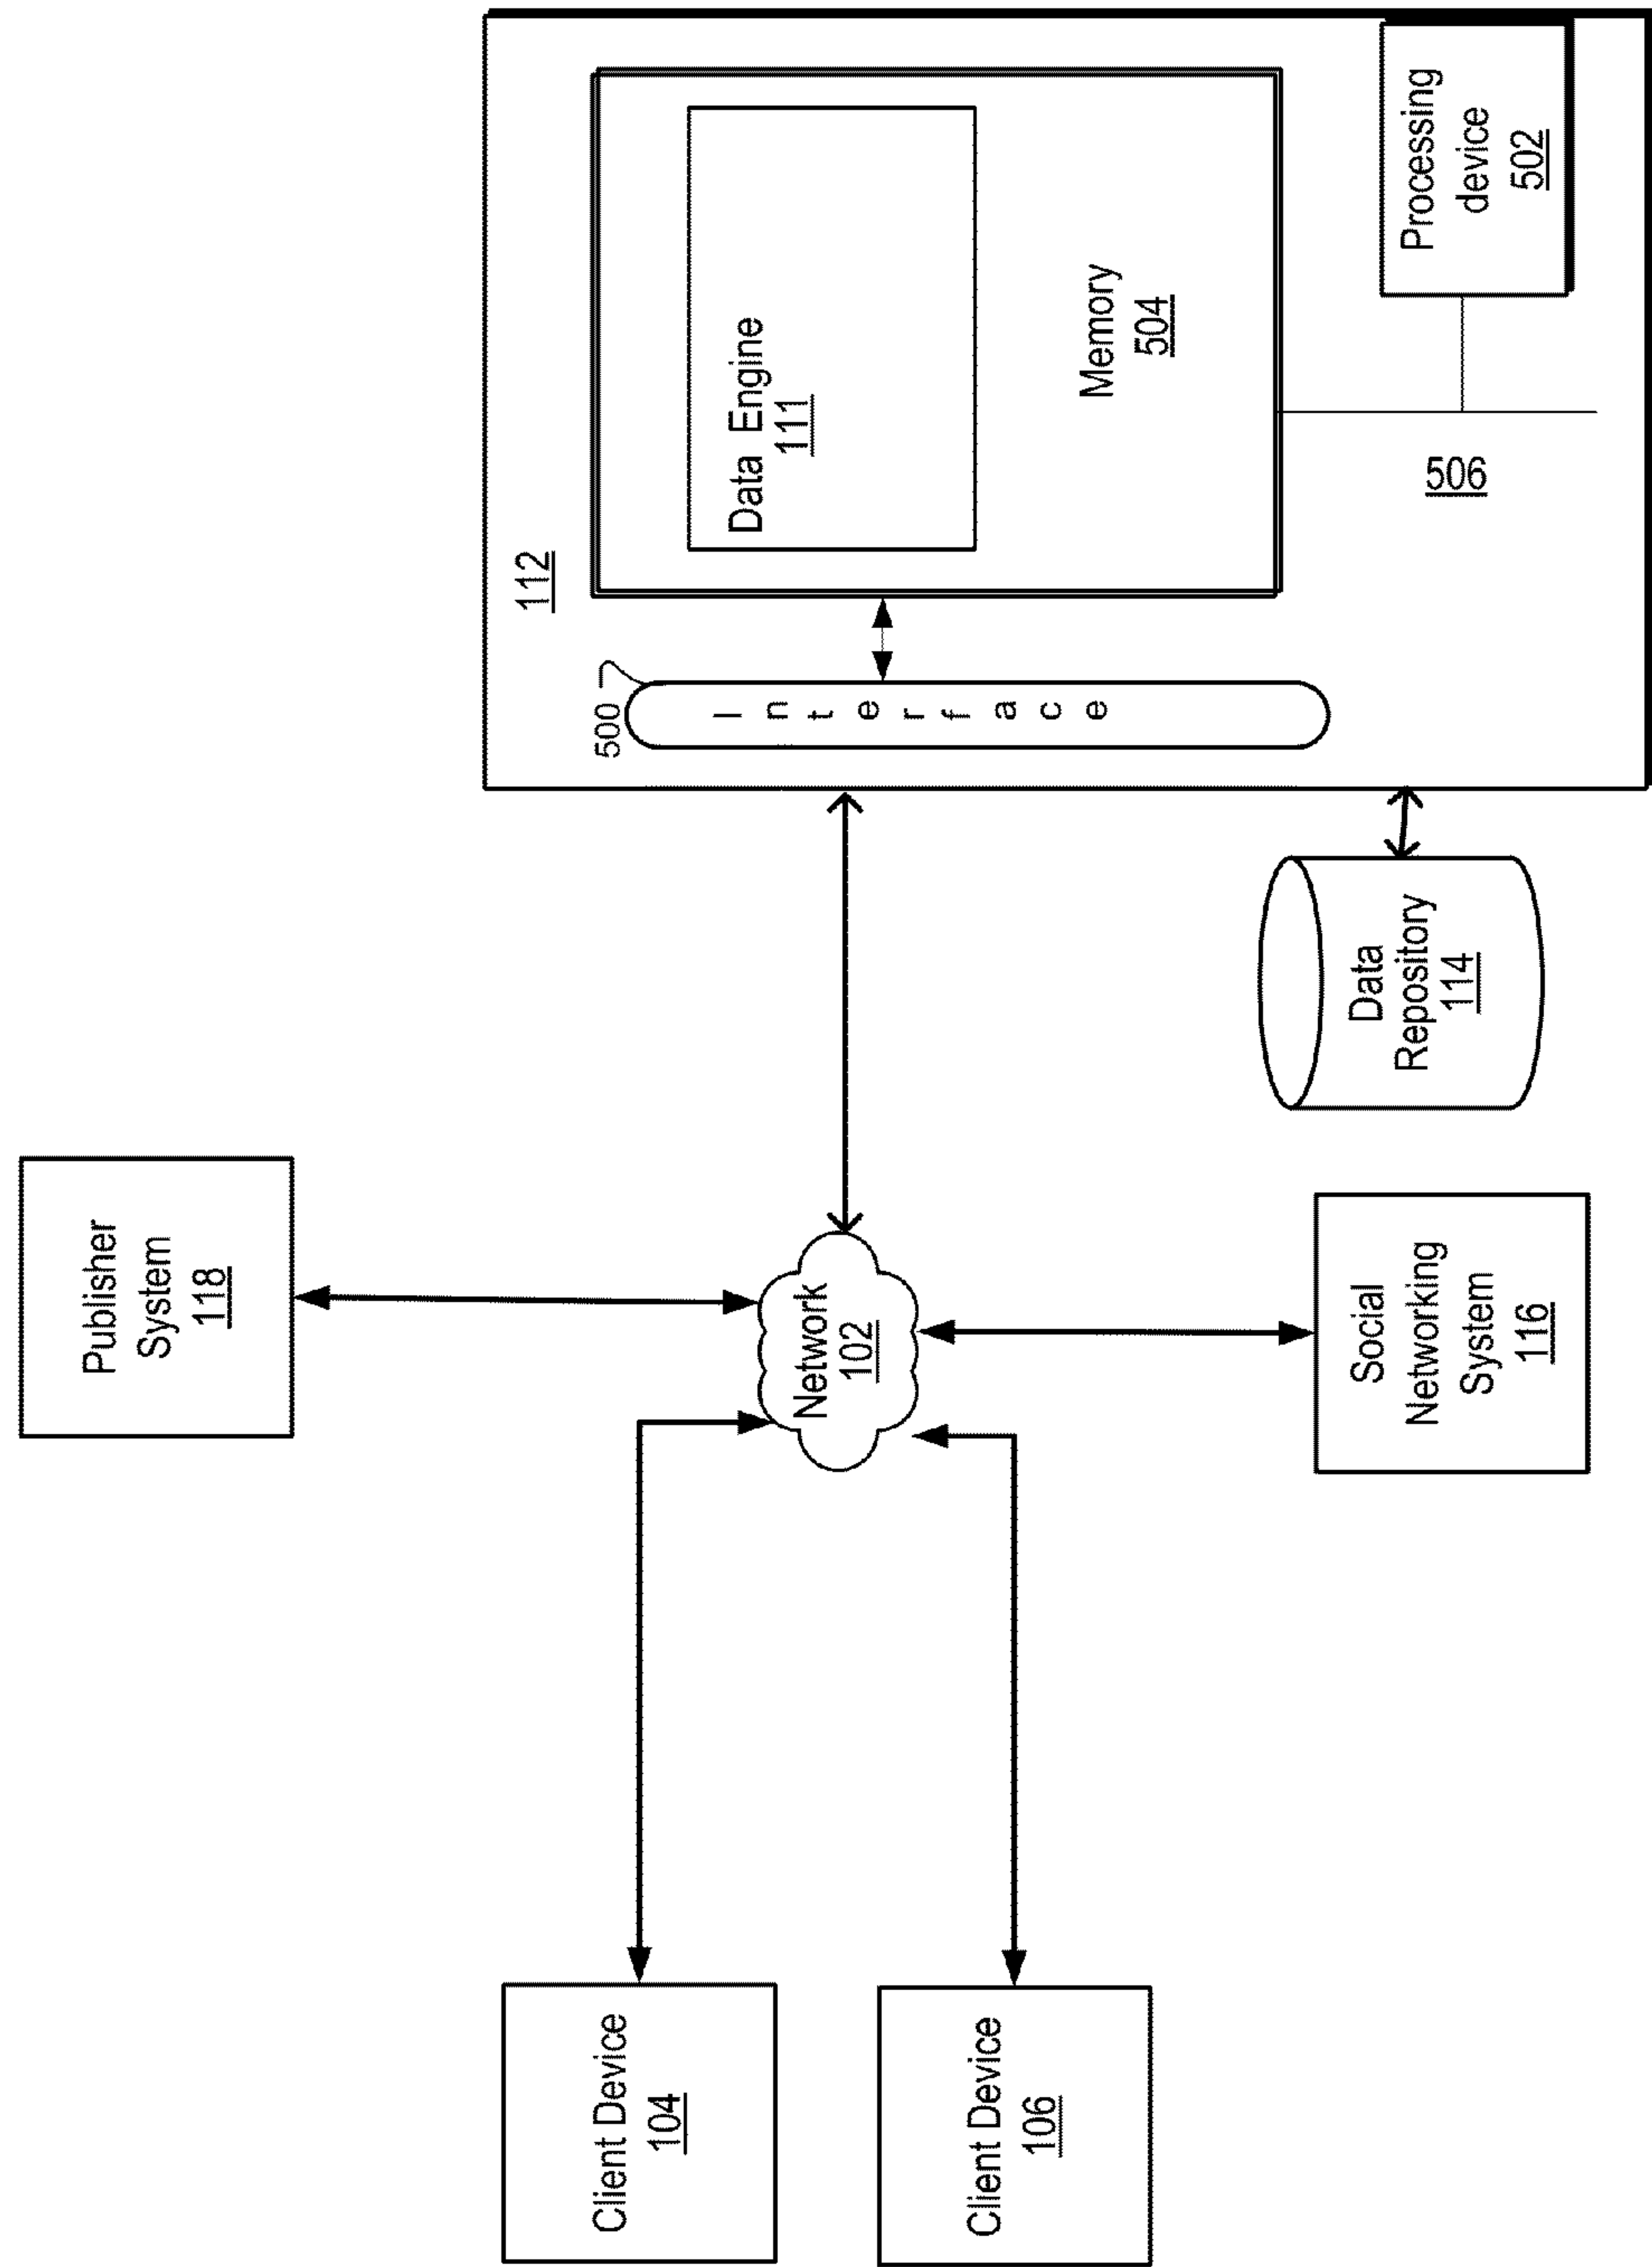 Publisher
System
118
Client Device
104
Client Device
106
Network
102
Social
Networking
System
116
Data
Repository
114
112
500
Interface
Data Engine
111
Memory
504
506
Processing
device
502